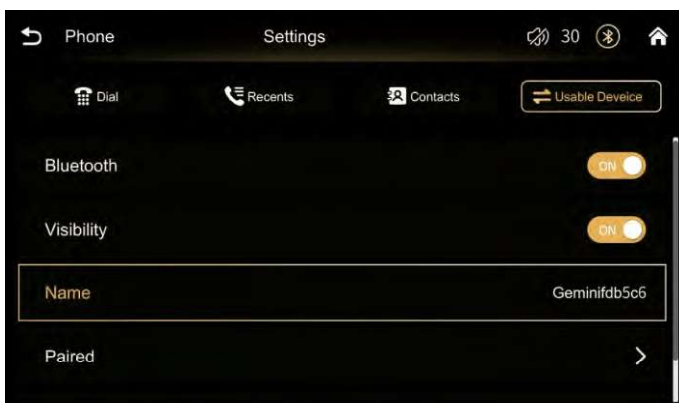 Phone Settings 30
Dial Recents Contacts Usable Deveice
Bluetooth ON
Visibility ON
Name Geminifdb5c6
Paired